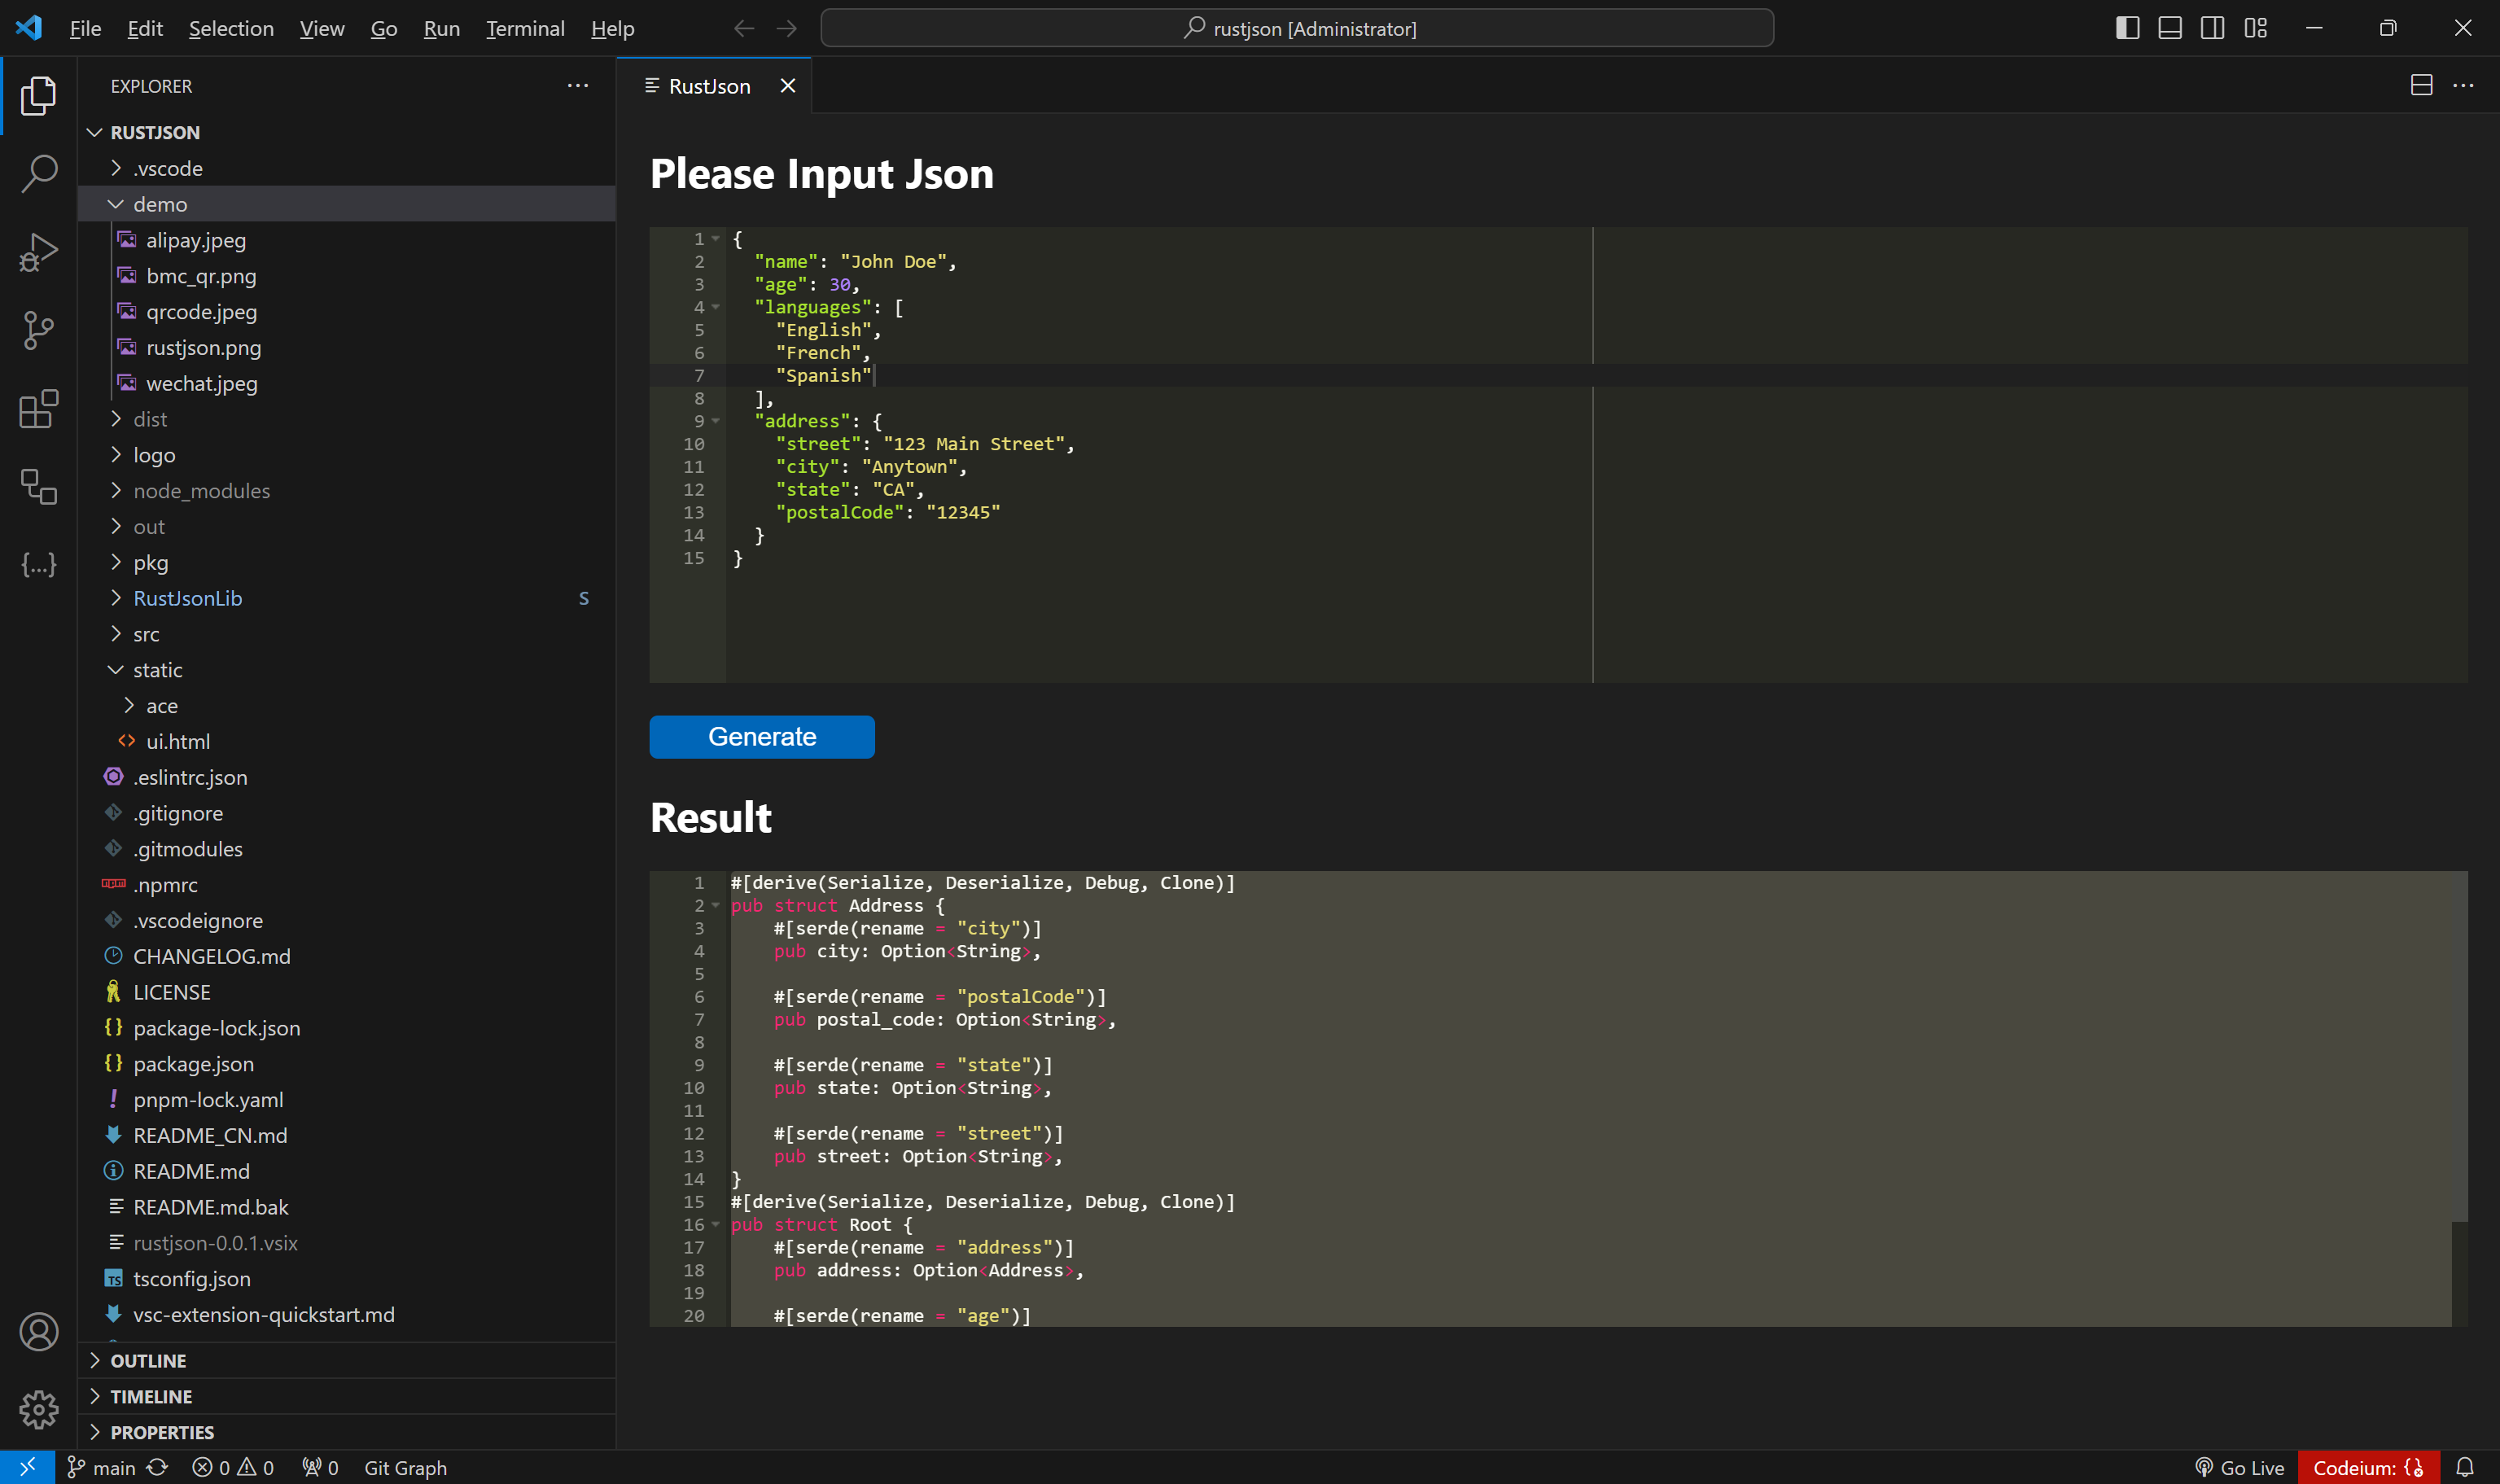 File Edit Selection View Go Run Terminal Help
rustjson [Administrator]
EXPLORER
RUSTJSON
.vscode
demo
alipay.jpeg
bmc_qr.png
qrcode.jpeg
rustjson.png
wechat.jpeg
dist
logo
node_modules
out
pkg
RustJsonLib S
src
static
ace
ui.html
.eslintrc.json
.gitignore
.gitmodules
.npmrc
.vscodeignore
CHANGELOG.md
LICENSE
package-lock.json
package.json
pnpm-lock.yaml
README_CN.md
README.md
README.md.bak
rustjson-0.0.1.vsix
tsconfig.json
vsc-extension-quickstart.md
OUTLINE
TIMELINE
PROPERTIES
RustJson
Please Input Json
1 {
2   "name": "John Doe",
3   "age": 30,
4   "languages": [
5     "English",
6     "French",
7     "Spanish"
8   ],
9   "address": {
10     "street": "123 Main Street",
11     "city": "Anytown",
12     "state": "CA",
13     "postalCode": "12345"
14   }
15 }
Generate
Result
1 #[derive(Serialize, Deserialize, Debug, Clone)]
2 pub struct Address {
3     #[serde(rename = "city")]
4     pub city: Option<String>,
5
6     #[serde(rename = "postalCode")]
7     pub postal_code: Option<String>,
8
9     #[serde(rename = "state")]
10     pub state: Option<String>,
11
12     #[serde(rename = "street")]
13     pub street: Option<String>,
14 }
15 #[derive(Serialize, Deserialize, Debug, Clone)]
16 pub struct Root {
17     #[serde(rename = "address")]
18     pub address: Option<Address>,
19
20     #[serde(rename = "age")]
main 0 0 0 Git Graph
Go Live Codeium: {}